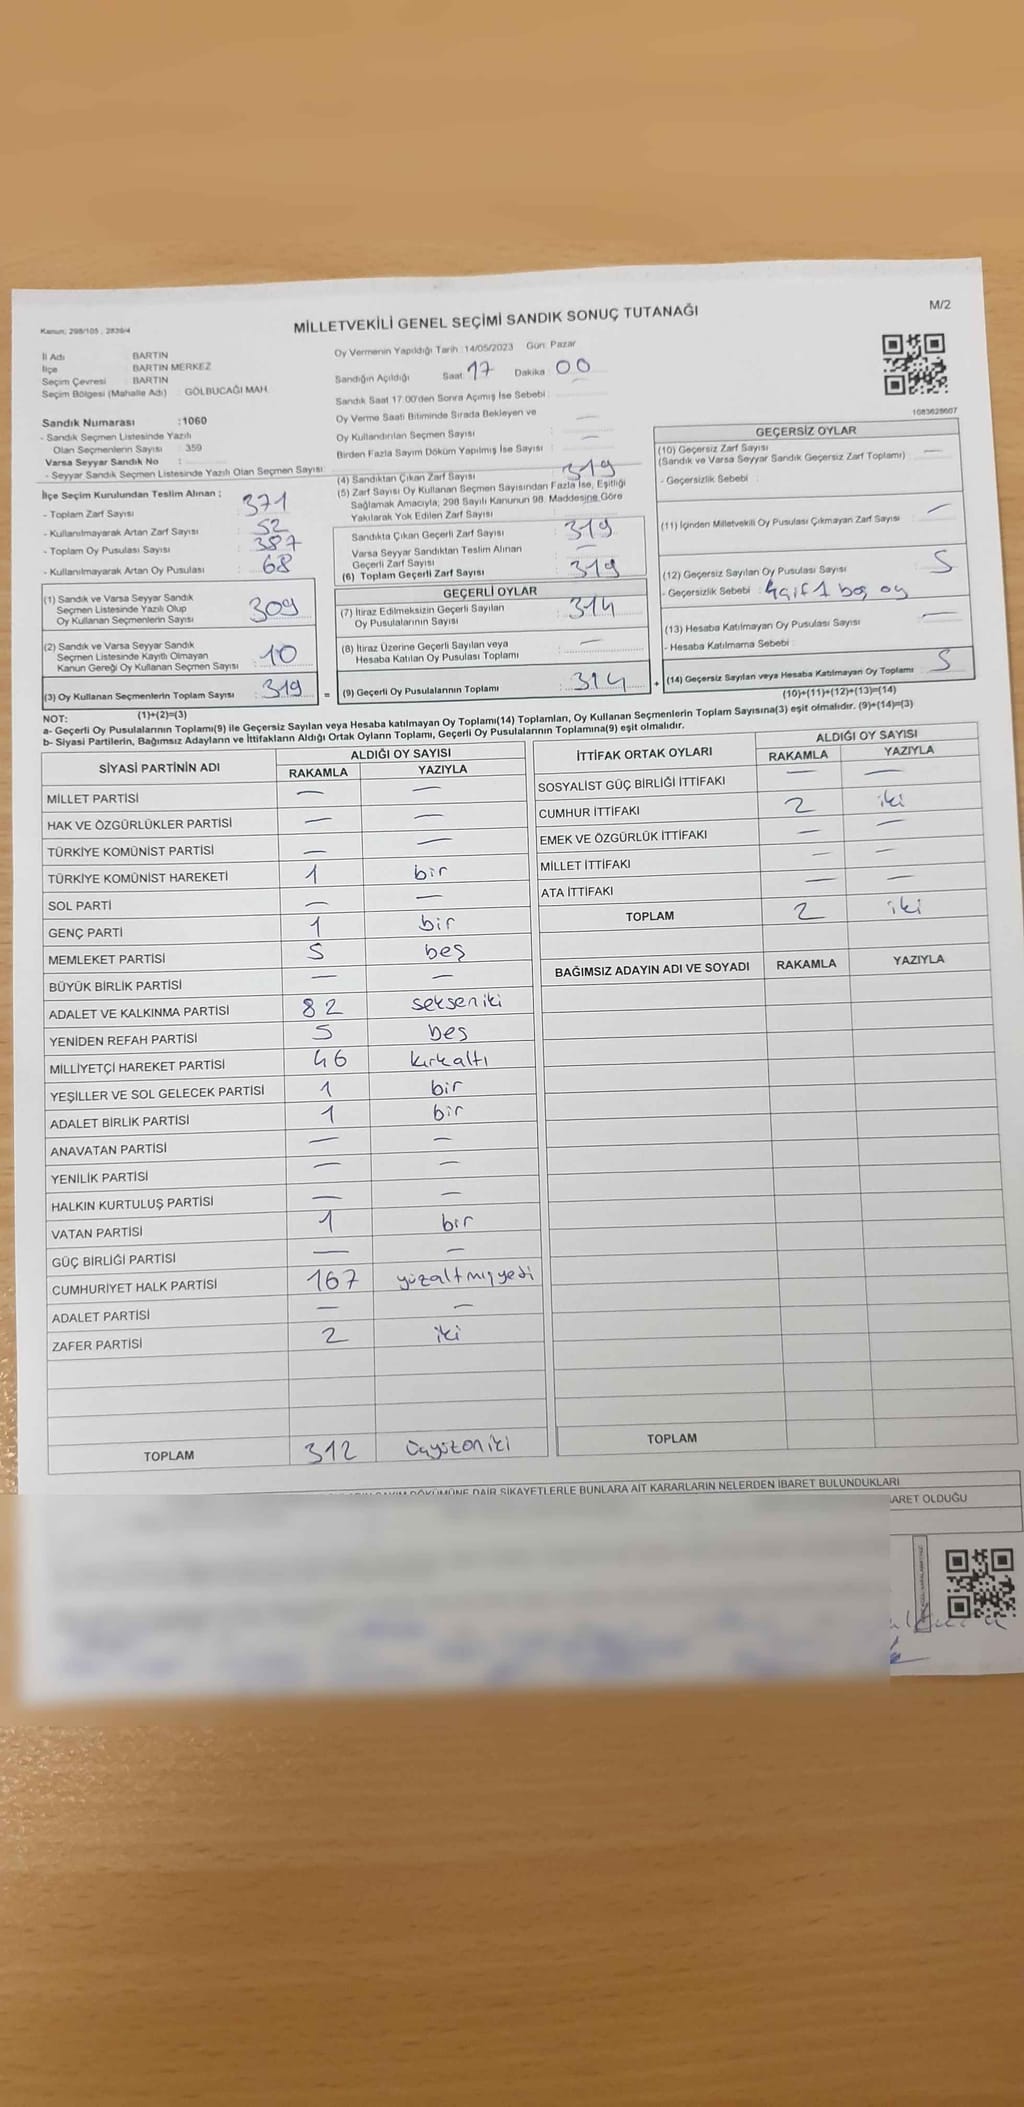 Kanun; 298/105 , 2839/4
MİLLETVEKİLİ GENEL SEÇİMİ SANDIK SONUÇ TUTANAĞI
M/2
İl Adı BARTIN
İlçe BARTIN MERKEZ
Seçim Çevresi BARTIN
Seçim Bölgesi (Mahalle Adı) : GÖLBUCAĞI MAH.
Sandık Numarası :1060
- Sandık Seçmen Listesinde Yazılı
Olan Seçmenlerin Sayısı : 359
Varsa Seyyar Sandık No :
- Seyyar Sandık Seçmen Listesinde Yazılı Olan Seçmen Sayısı:
İlçe Seçim Kurulundan Teslim Alınan ;
- Toplam Zarf Sayısı : 371
- Kullanılmayarak Artan Zarf Sayısı : 52
- Toplam Oy Pusulası Sayısı : 387
- Kullanılmayarak Artan Oy Pusulası : 68
(1) Sandık ve Varsa Seyyar Sandık
Seçmen Listesinde Yazılı Olup
Oy Kullanan Seçmenlerin Sayısı : 309
(2) Sandık ve Varsa Seyyar Sandık
Seçmen Listesinde Kayıtlı Olmayan
Kanun Gereği Oy Kullanan Seçmen Sayısı : 10
(3) Oy Kullanan Seçmenlerin Toplam Sayısı : 319 =
(1)+(2)=(3)
Oy Vermenin Yapıldığı Tarih :14/05/2023 Gün: Pazar
Sandığın Açıldığı Saat 17 Dakika 00
Sandık Saat 17:00'den Sonra Açımış İse Sebebi :
Oy Verme Saati Bitiminde Sırada Bekleyen ve
Oy Kullandırılan Seçmen Sayısı : —
Birden Fazla Sayım Döküm Yapılmış İse Sayısı : —
(4) Sandıktan Çıkan Zarf Sayısı : 319
(5) Zarf Sayısı Oy Kullanan Seçmen Sayısından Fazla İse, Eşitliği
Sağlamak Amacıyla; 298 Sayılı Kanunun 98. Maddesine Göre
Yakılarak Yok Edilen Zarf Sayısı
Sandıkta Çıkan Geçerli Zarf Sayısı : 319
Varsa Seyyar Sandıktan Teslim Alınan
Geçerli Zarf Sayısı : —
(6) Toplam Geçerli Zarf Sayısı : 319
GEÇERLİ OYLAR
(7) İtiraz Edilmeksizin Geçerli Sayılan
Oy Pusulalarının Sayısı : 314
(8) İtiraz Üzerine Geçerli Sayılan veya
Hesaba Katılan Oy Pusulası Toplamı : —
(9) Geçerli Oy Pusulalarının Toplamı : 314 +
1083628607
GEÇERSİZ OYLAR
(10) Geçersiz Zarf Sayısı
(Sandık ve Varsa Seyyar Sandık Geçersiz Zarf Toplamı) : —
- Geçersizlik Sebebi :
(11) İçinden Milletvekili Oy Pusulası Çıkmayan Zarf Sayısı : —
(12) Geçersiz Sayılan Oy Pusulası Sayısı : 5
- Geçersizlik Sebebi : 4çif 1 boş oy
(13) Hesaba Katılmayan Oy Pusulası Sayısı : —
- Hesaba Katılmama Sebebi :
(14) Geçersiz Sayılan veya Hesaba Katılmayan Oy Toplamı : 5
(10)+(11)+(12)+(13)=(14)
NOT:
a- Geçerli Oy Pusulalarının Toplamı(9) ile Geçersiz Sayılan veya Hesaba katılmayan Oy Toplamı(14) Toplamları, Oy Kullanan Seçmenlerin Toplam Sayısına(3) eşit olmalıdır. (9)+(14)=(3)
b- Siyasi Partilerin, Bağımsız Adayların ve İttifakların Aldığı Ortak Oyların Toplamı, Geçerli Oy Pusulalarının Toplamına(9) eşit olmalıdır.
SİYASİ PARTİNİN ADI ALDIĞI OY SAYISI
RAKAMLA YAZIYLA
MİLLET PARTİSİ — —
HAK VE ÖZGÜRLÜKLER PARTİSİ — —
TÜRKİYE KOMÜNİST PARTİSİ — —
TÜRKİYE KOMÜNİST HAREKETİ 1 bir
SOL PARTİ — —
GENÇ PARTİ 1 bir
MEMLEKET PARTİSİ 5 beş
BÜYÜK BİRLİK PARTİSİ — —
ADALET VE KALKINMA PARTİSİ 82 sekseniki
YENİDEN REFAH PARTİSİ 5 beş
MİLLİYETÇİ HAREKET PARTİSİ 46 kırkaltı
YEŞİLLER VE SOL GELECEK PARTİSİ 1 bir
ADALET BİRLİK PARTİSİ 1 bir
ANAVATAN PARTİSİ — —
YENİLİK PARTİSİ — —
HALKIN KURTULUŞ PARTİSİ — —
VATAN PARTİSİ 1 bir
GÜÇ BİRLİĞİ PARTİSİ — —
CUMHURİYET HALK PARTİSİ 167 yüzaltmışyedi
ADALET PARTİSİ — —
ZAFER PARTİSİ 2 iki
TOPLAM 312 üçyüzoniki
İTTİFAK ORTAK OYLARI ALDIĞI OY SAYISI
RAKAMLA YAZIYLA
SOSYALİST GÜÇ BİRLİĞİ İTTİFAKI — —
CUMHUR İTTİFAKI 2 iki
EMEK VE ÖZGÜRLÜK İTTİFAKI — —
MİLLET İTTİFAKI — —
ATA İTTİFAKI — —
TOPLAM 2 iki
BAĞIMSIZ ADAYIN ADI VE SOYADI RAKAMLA YAZIYLA
TOPLAM
DÖKÜMÜNE DAİR ŞİKAYETLERLE BUNLARA AİT KARARLARIN NELERDEN İBARET BULUNDUKLARI
OLDUĞU